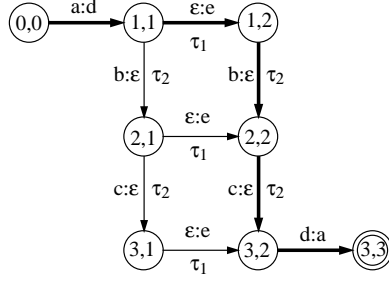 a:d ε:e
0,0 1,1 1,2
τ1
b:ε τ2 b:ε τ2
ε:e
2,1 2,2
τ1
c:ε τ2 c:ε τ2
ε:e d:a
3,1 3,2 3,3
τ1